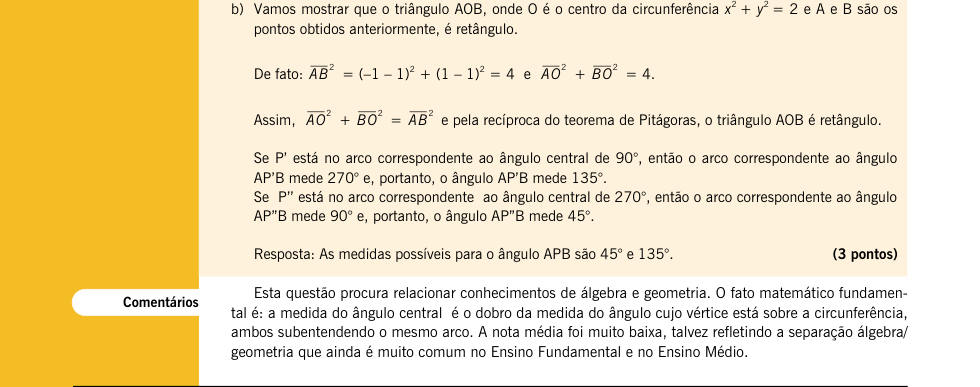 b) Vamos mostrar que o triângulo AOB, onde O é o centro da circunferência x² + y² = 2 e A e B são os
pontos obtidos anteriormente, é retângulo.
De fato: A̅B̅² = (–1 – 1)² + (1 – 1)² = 4 e A̅O̅² + B̅O̅² = 4.
Assim, A̅O̅² + B̅O̅² = A̅B̅² e pela recíproca do teorema de Pitágoras, o triângulo AOB é retângulo.
Se P' está no arco correspondente ao ângulo central de 90°, então o arco correspondente ao ângulo
AP'B mede 270° e, portanto, o ângulo AP'B mede 135°.
Se P" está no arco correspondente ao ângulo central de 270°, então o arco correspondente ao ângulo
AP"B mede 90° e, portanto, o ângulo AP"B mede 45°.
Resposta: As medidas possíveis para o ângulo APB são 45° e 135°. (3 pontos)
Comentários
Esta questão procura relacionar conhecimentos de álgebra e geometria. O fato matemático fundamen-
tal é: a medida do ângulo central é o dobro da medida do ângulo cujo vértice está sobre a circunferência,
ambos subentendendo o mesmo arco. A nota média foi muito baixa, talvez refletindo a separação álgebra/
geometria que ainda é muito comum no Ensino Fundamental e no Ensino Médio.